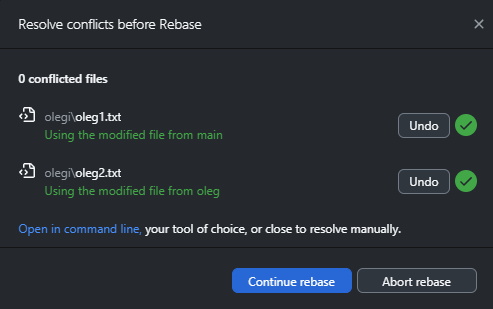 Resolve conflicts before Rebase
0 conflicted files
olegi\oleg1.txt
Using the modified file from main
Undo
olegi\oleg2.txt
Using the modified file from oleg
Undo
Open in command line, your tool of choice, or close to resolve manually.
Continue rebase
Abort rebase